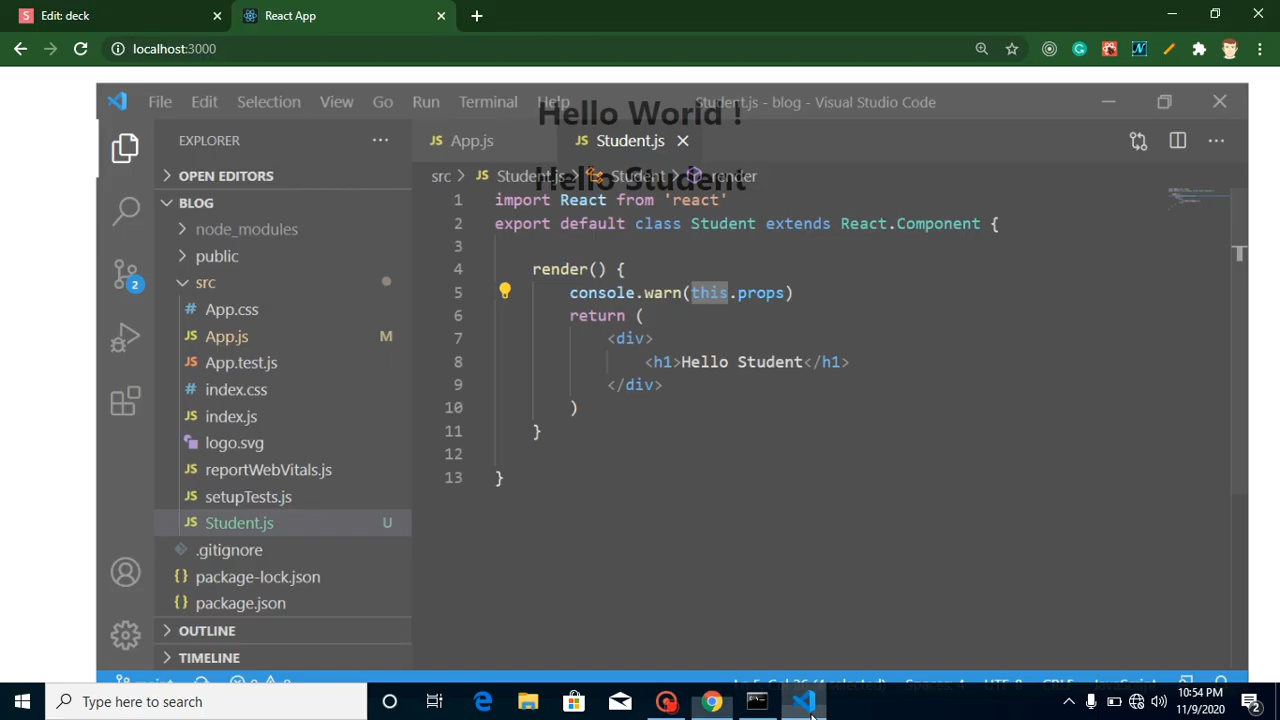 Edit: deck
React App
localhost:3000
File Edit Selection View Go Run Terminal Help
Student.js - blog - Visual Studio Code
Hello World !
Hello Student
EXPLORER
OPEN EDITORS
BLOG
node_modules
public
src
App.css
App.js M
App.test.js
index.css
index.js
logo.svg
reportWebVitals.js
setupTests.js
Student.js U
.gitignore
package-lock.json
package.json
OUTLINE
TIMELINE
2
JS App.js JS Student.js
src > JS Student.js > Student > render
1 import React from 'react'
2 export default class Student extends React.Component {
3
4 render() {
5 console.warn(this.props)
6 return (
7 <div>
8 <h1>Hello Student</h1>
9 </div>
10 )
11 }
12
13 }
Type here to search
10:54 PM
11/9/2020
2